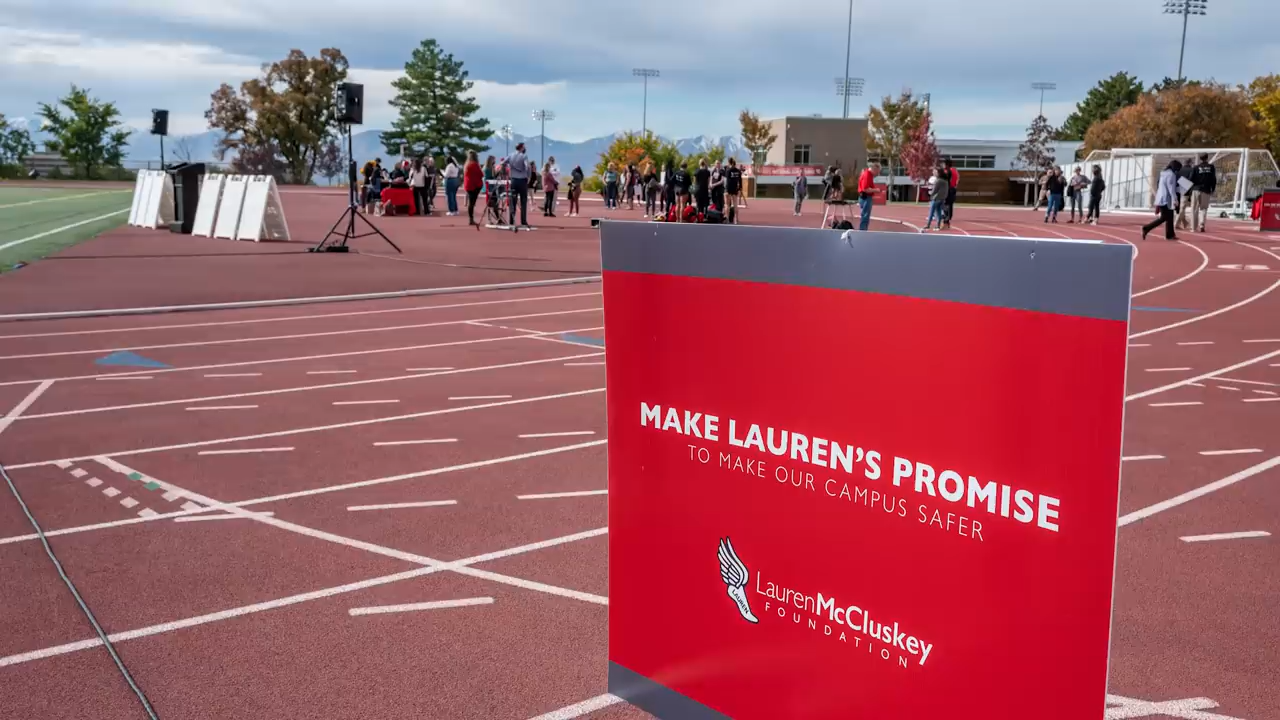 MAKE LAUREN'S PROMISE
TO MAKE OUR CAMPUS SAFER
LAUREN
LaurenMcCluskey
FOUNDATION